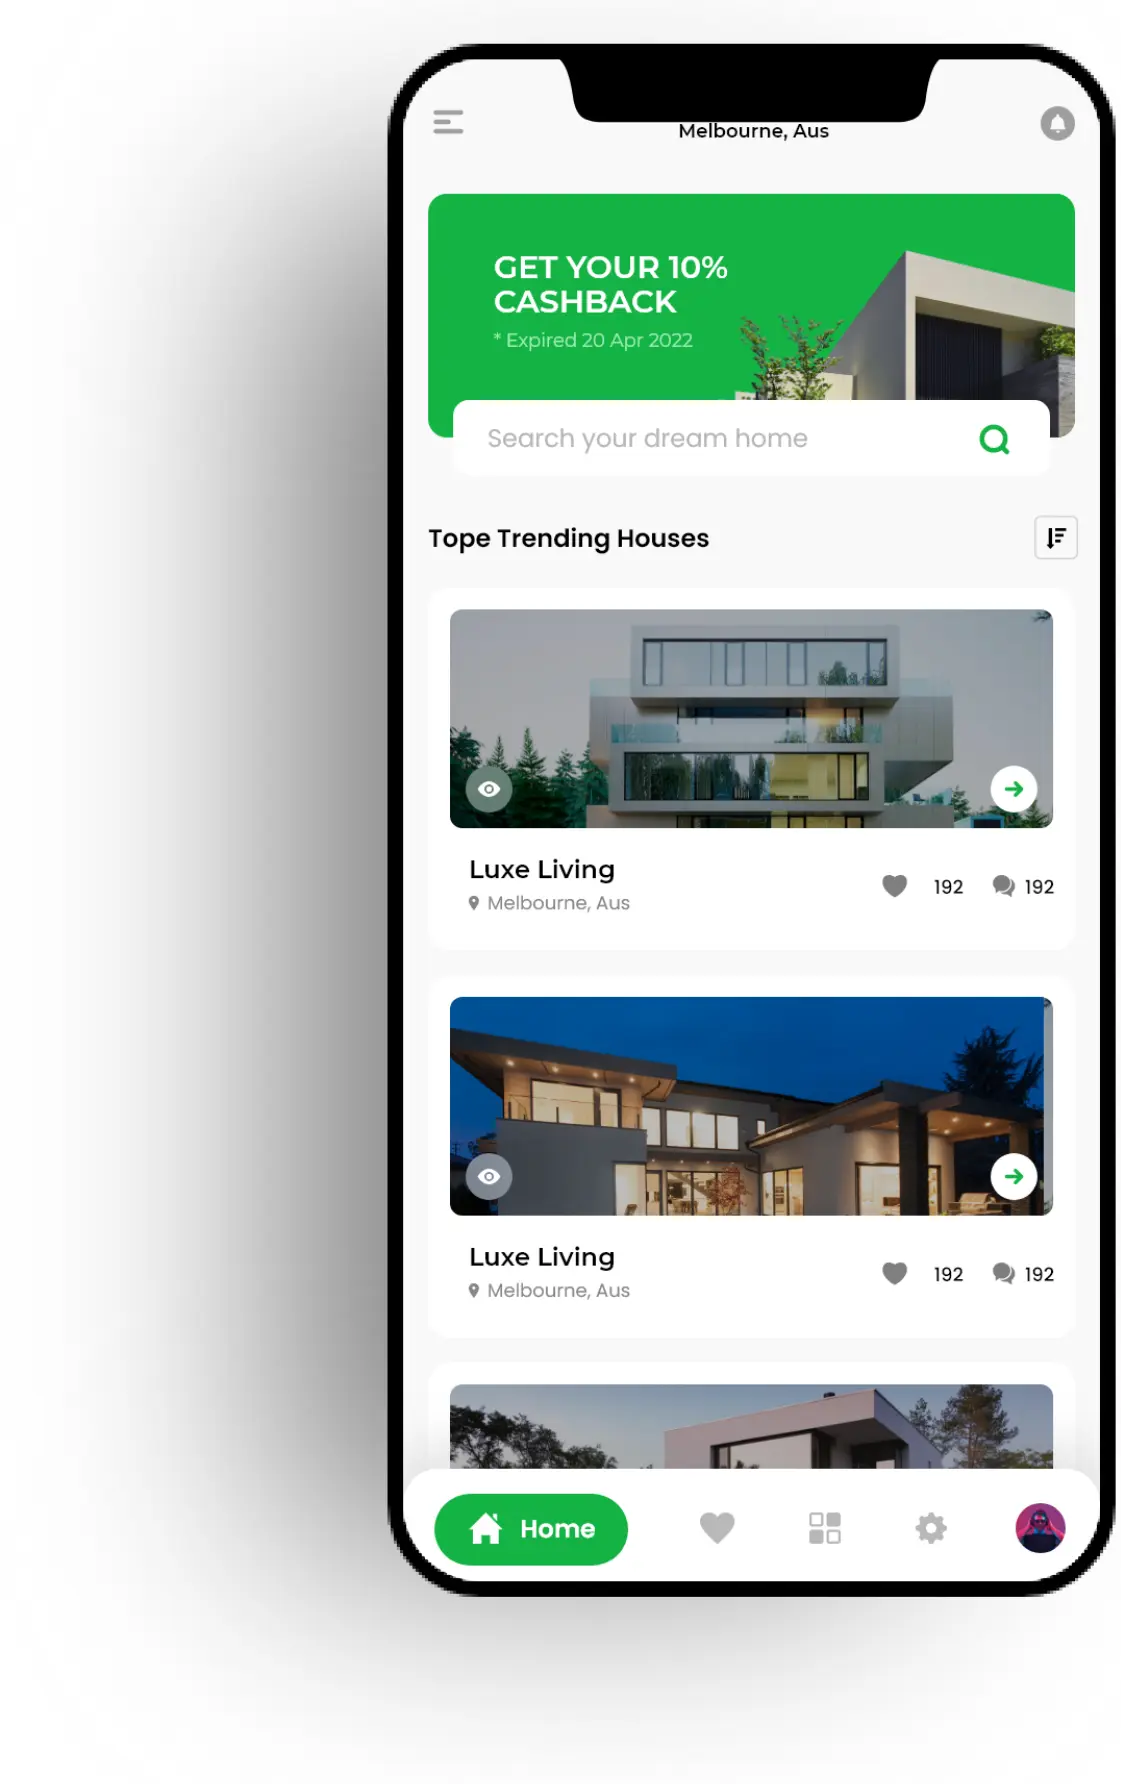 Melbourne, Aus
GET YOUR 10%
CASHBACK
* Expired 20 Apr 2022
Search your dream home
Tope Trending Houses
Luxe Living
Melbourne, Aus
192
192
Luxe Living
Melbourne, Aus
192
192
Home